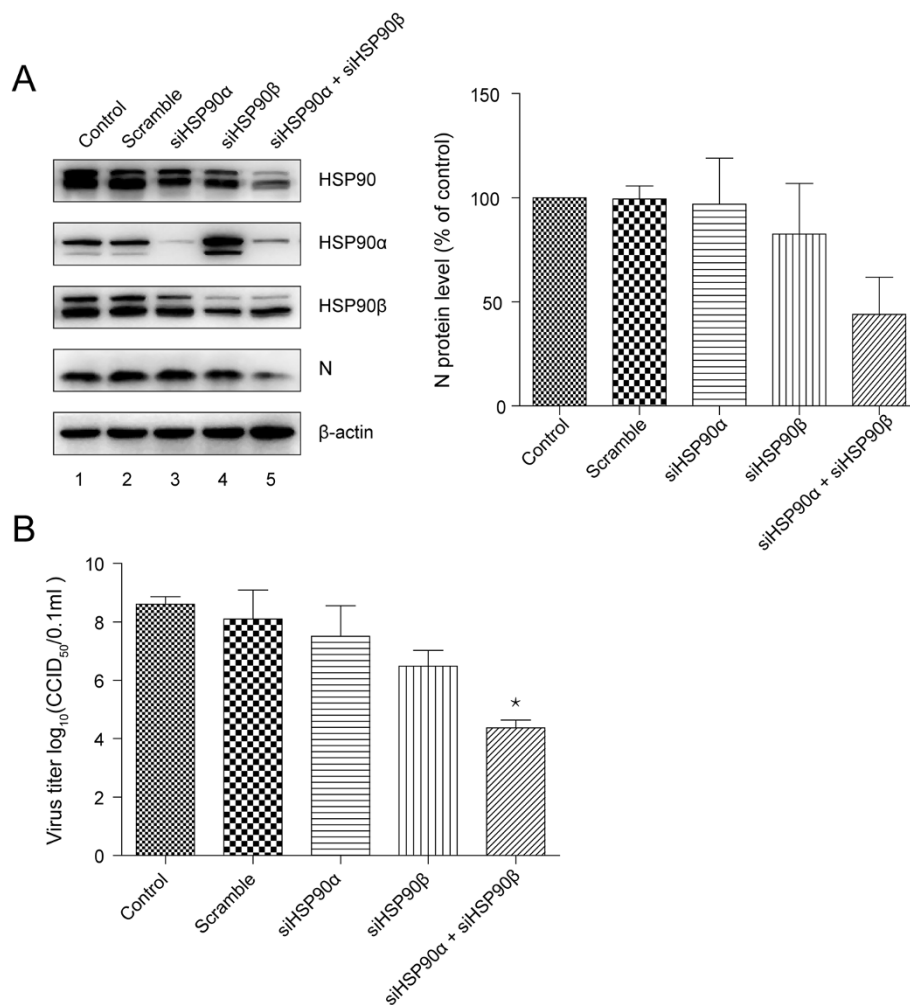 A
Control
Scramble
siHSP90α
siHSP90β
siHSP90α + siHSP90β
HSP90
HSP90α
HSP90β
N
β-actin
1 2 3 4 5
N protein level (% of control)
150
100
50
0
Control
Scramble
siHSP90α
siHSP90β
siHSP90α + siHSP90β
B
Virus titer log10(CCID50/0.1ml )
10
8
6
4
2
0
*
Control
Scramble
siHSP90α
siHSP90β
siHSP90α + siHSP90β